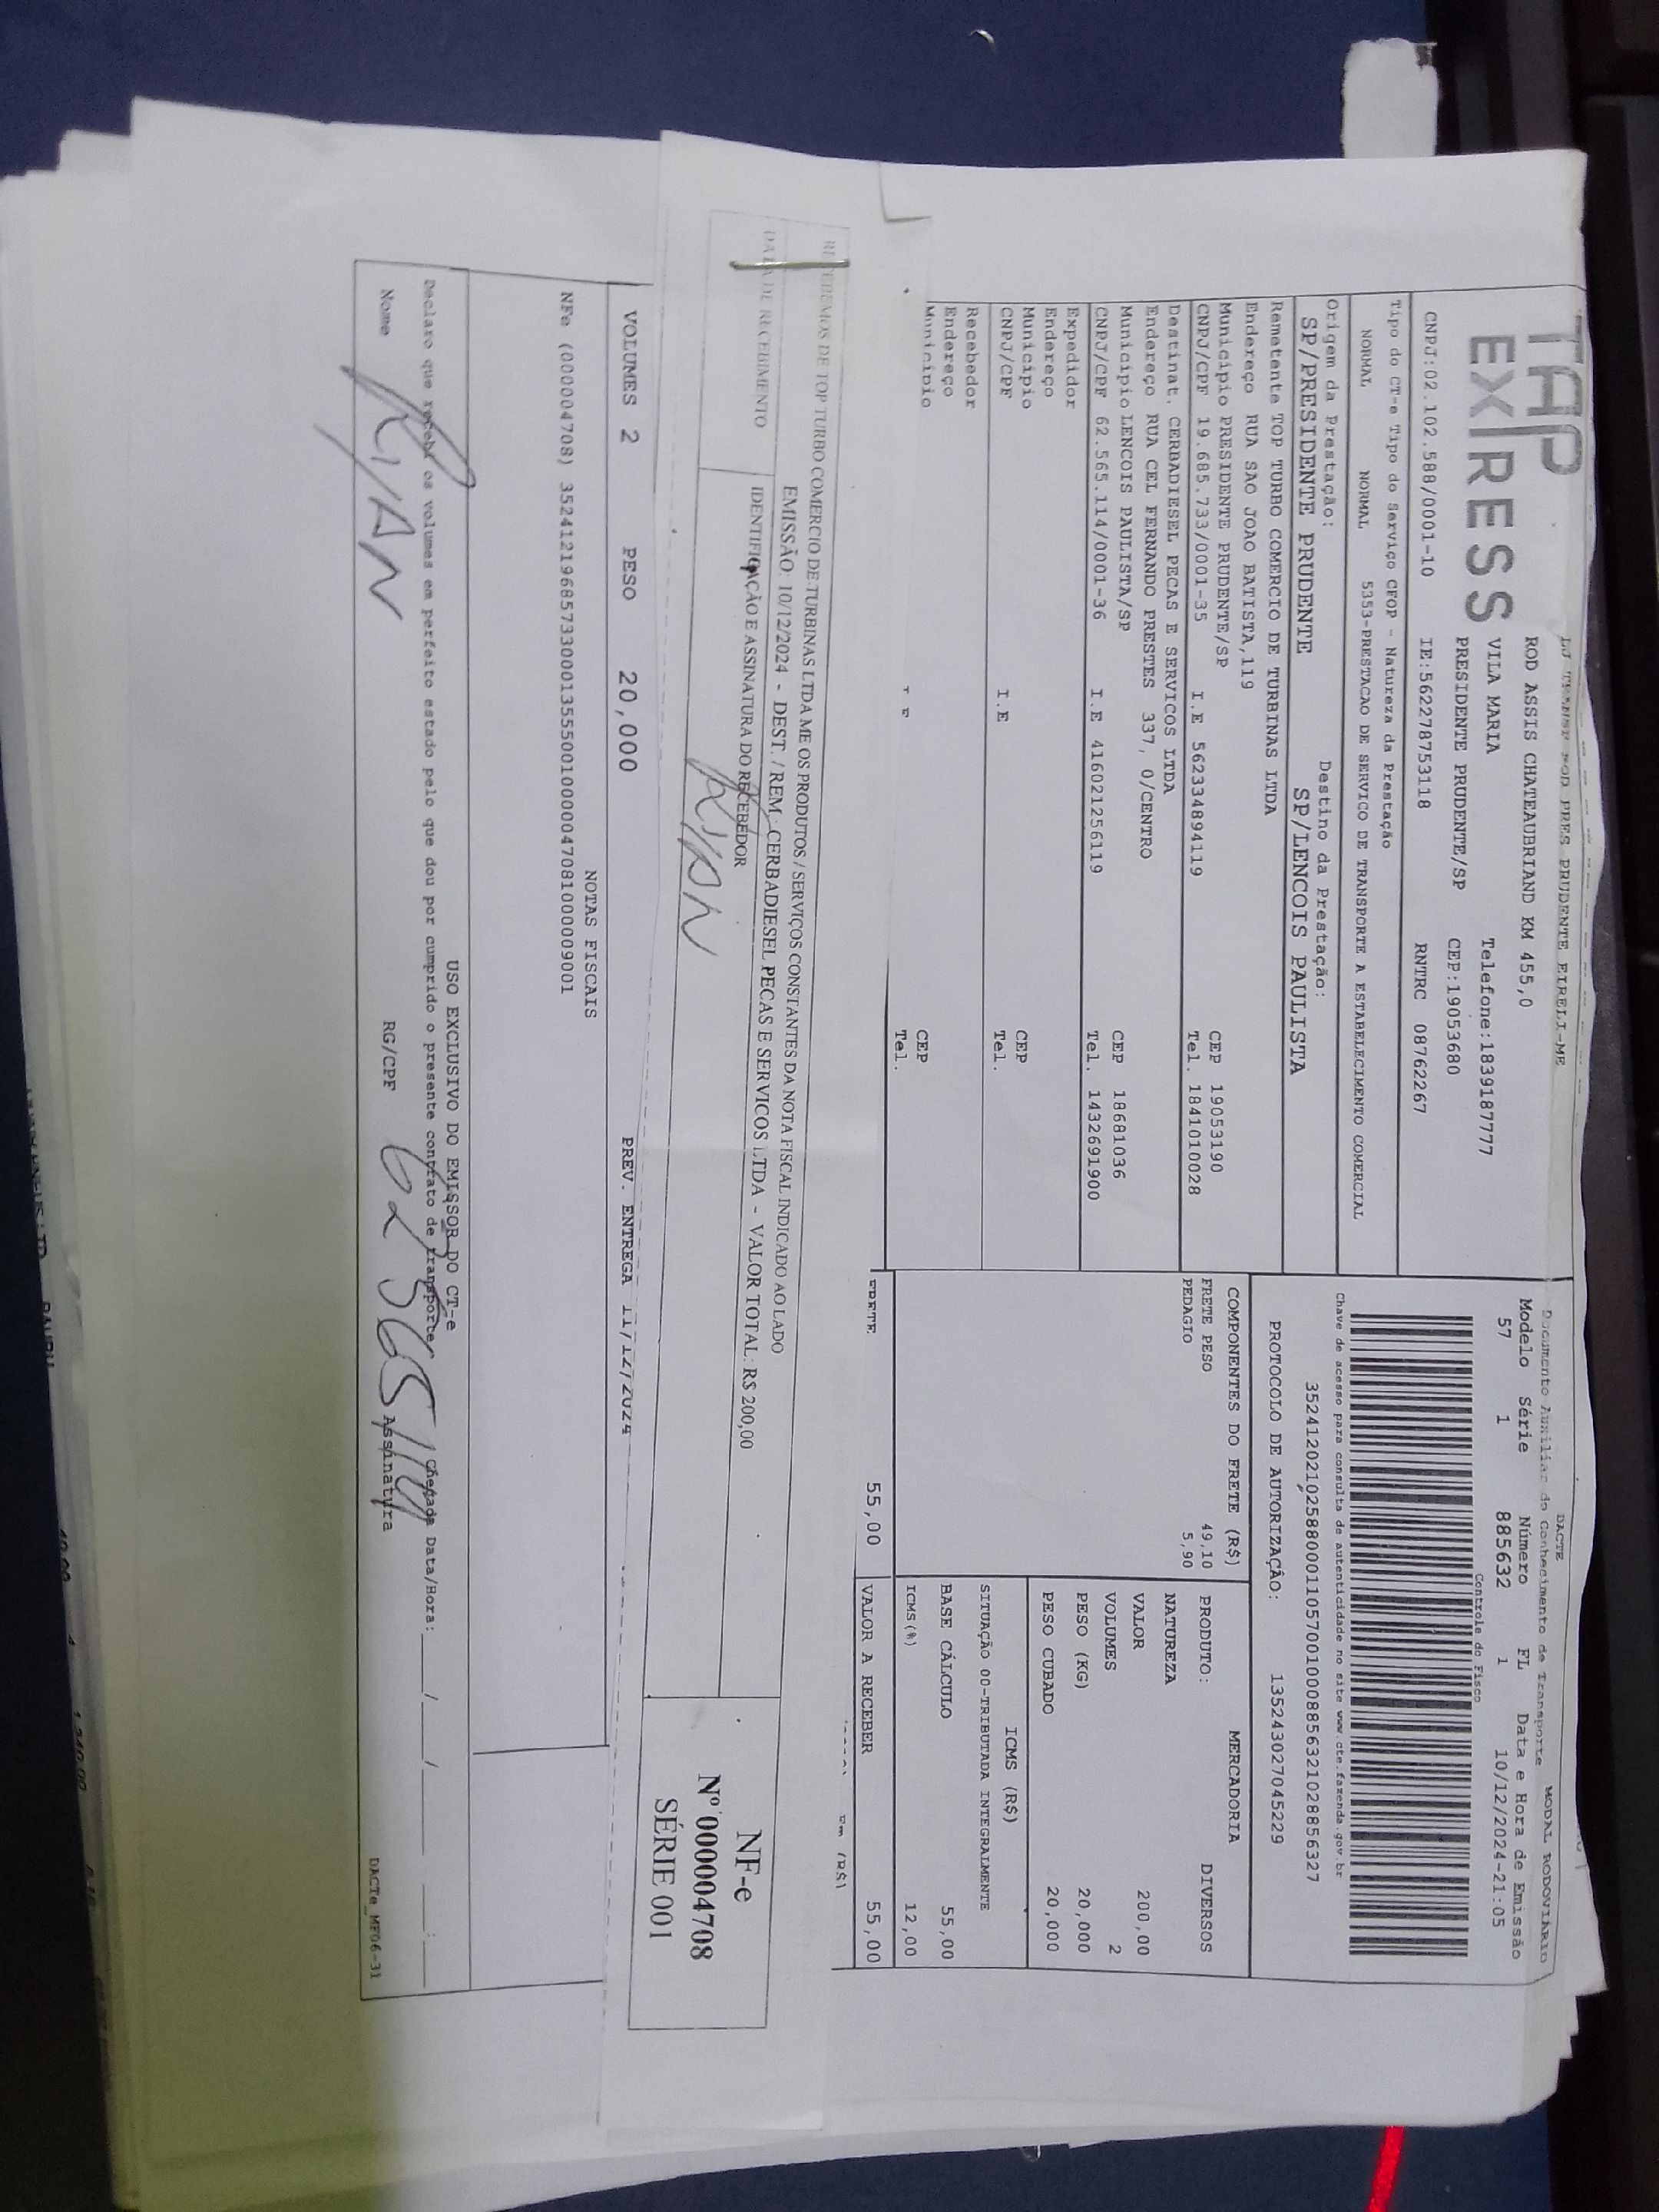 TAP
EXPRESS
LJ TRANSP ROD PRES PRUDENTE EIRELI-ME
ROD ASSIS CHATEAUBRIAND KM 455,0
VILA MARIA Telefone:1839187777
PRESIDENTE PRUDENTE/SP CEP:19053680
CNPJ:02.102.588/0001-10 IE:562278753118 RNTRC 08762267
Tipo do CT-e Tipo do Serviço CFOP - Natureza da Prestação
NORMAL NORMAL 5353-PRESTACAO DE SERVICO DE TRANSPORTE A ESTABELECIMENTO COMERCIAL
Origem da Prestação: Destino da Prestação:
SP/PRESIDENTE PRUDENTE SP/LENCOIS PAULISTA
Remetente TOP TURBO COMERCIO DE TURBINAS LTDA
Endereço RUA SAO JOAO BATISTA,119
Município PRESIDENTE PRUDENTE/SP CEP 19053190
CNPJ/CPF 19.685.733/0001-35 I.E 562334894119 Tel. 1841010028
Destinat. CERBADIESEL PECAS E SERVICOS LTDA
Endereço RUA CEL FERNANDO PRESTES 337, 0/CENTRO
Município LENCOIS PAULISTA/SP CEP 18681036
CNPJ/CPF 62.565.114/0001-36 I.E 416021256119 Tel. 1432691900
Expedidor
Endereço
Município CEP
CNPJ/CPF I.E Tel.
Recebedor
Endereço
Município CEP
Tel.
DACTE MODAL RODOVIÁRIO
Documento Auxiliar do Conhecimento de Transporte
Modelo Série Número FL Data e Hora de Emissão
57 1 885632 1 10/12/2024-21:05
Controle do Fisco
Chave de acesso para consulta de autenticidade no site www.cte.fazenda.gov.br
35241202102588000110570010008856321028856327
PROTOCOLO DE AUTORIZAÇÃO: 135243027045229
COMPONENTES DO FRETE (R$)
FRETE PESO 49,10
PEDAGIO 5,90
FRETE 55,00
MERCADORIA
PRODUTO: DIVERSOS
NATUREZA
VALOR 200,00
VOLUMES 2
PESO (KG) 20,000
PESO CUBADO 20,000
ICMS (R$)
SITUAÇÃO 00-TRIBUTADA INTEGRALMENTE
BASE CÁLCULO 55,00
ICMS(%) 12,00
VALOR A RECEBER 55,00
RECEBEMOS DE TOP TURBO COMERCIO DE TURBINAS LTDA ME OS PRODUTOS / SERVIÇOS CONSTANTES DA NOTA FISCAL INDICADO AO LADO
EMISSÃO: 10/12/2024 - DEST. / REM.: CERBADIESEL PECAS E SERVICOS LTDA - VALOR TOTAL: R$ 200,00
DATA DE RECEBIMENTO IDENTIFICAÇÃO E ASSINATURA DO RECEBEDOR
RYAN
NF-e
Nº 000004708
SÉRIE 001
VOLUMES 2 PESO 20,000 PREV. ENTREGA 11/12/2024
NOTAS FISCAIS
NFe (000004708) 35241219685733000135550010000047081000009001
USO EXCLUSIVO DO EMISSOR DO CT-e
Declaro que recebi os volumes em perfeito estado pelo que dou por cumprido o presente contrato de transporte Chegada Data/Hora: ____/____/____ ____:____
Nome RYAN RG/CPF Assinatura
DACTe_MF06-31